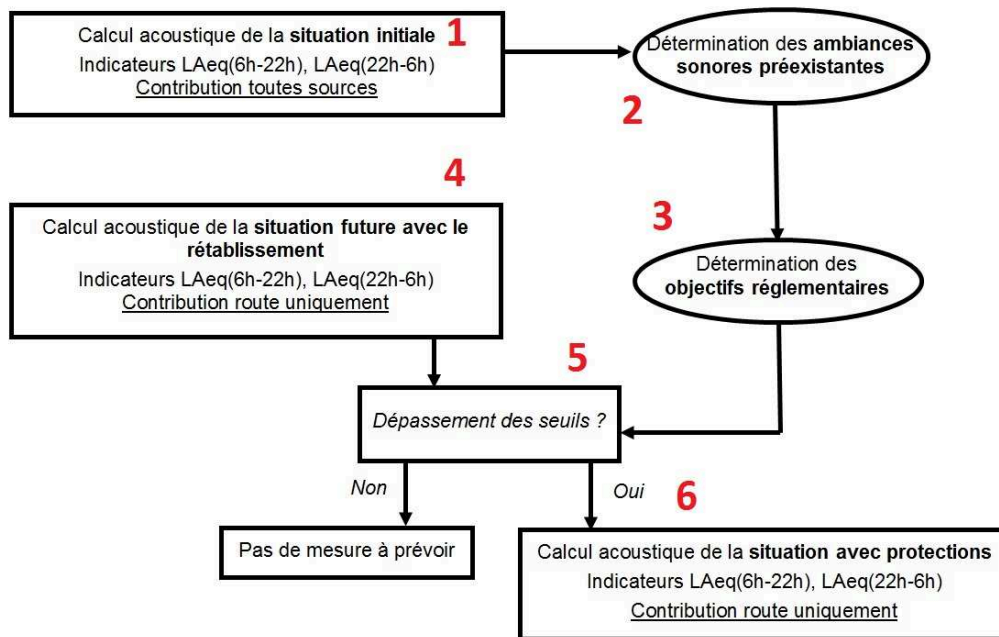 Calcul acoustique de la situation initiale
1
Indicateurs LAeq(6h-22h), LAeq(22h-6h)
Contribution toutes sources
Détermination des ambiances
sonores préexistantes
2
4
Calcul acoustique de la situation future avec le
rétablissement
Indicateurs LAeq(6h-22h), LAeq(22h-6h)
Contribution route uniquement
3
Détermination des
objectifs réglementaires
5
Dépassement des seuils ?
Non
Oui
6
Pas de mesure à prévoir
Calcul acoustique de la situation avec protections
Indicateurs LAeq(6h-22h), LAeq(22h-6h)
Contribution route uniquement